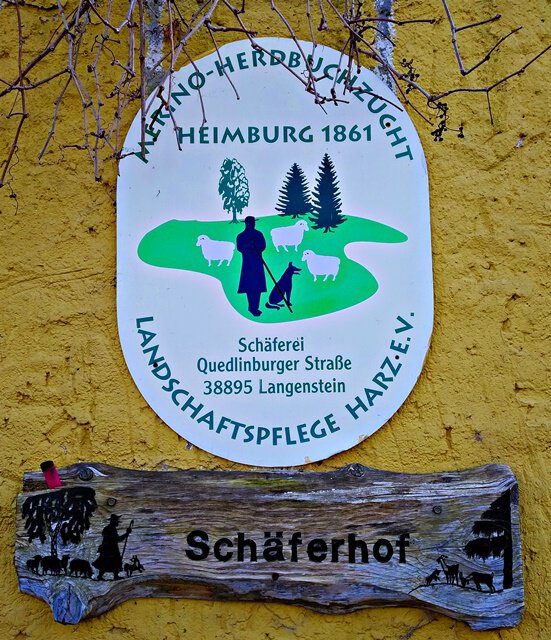 MERINO-HERDBUCHZUCHT
HEIMBURG 1861
Schäferei
Quedlinburger Straße
38895 Langenstein
LANDSCHAFTSPFLEGE HARZ·E.V.
Schäferhof